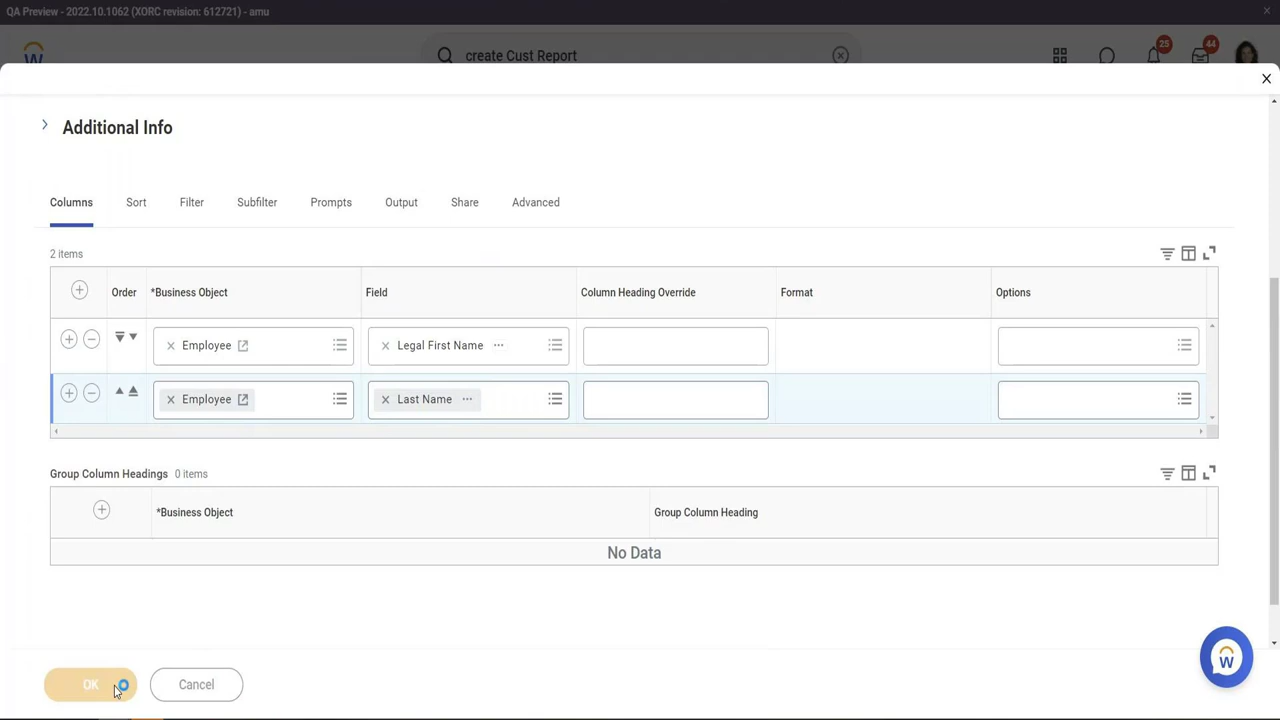 QA Preview - 2022.10.1062 (XORC revision: 612721) - amu
create Cust Report
25
44
Additional Info
Columns Sort Filter Subfilter Prompts Output Share Advanced
2 items
Order *Business Object Field Column Heading Override Format Options
Employee Legal First Name
Employee Last Name
Group Column Headings 0 items
*Business Object Group Column Heading
No Data
OK Cancel